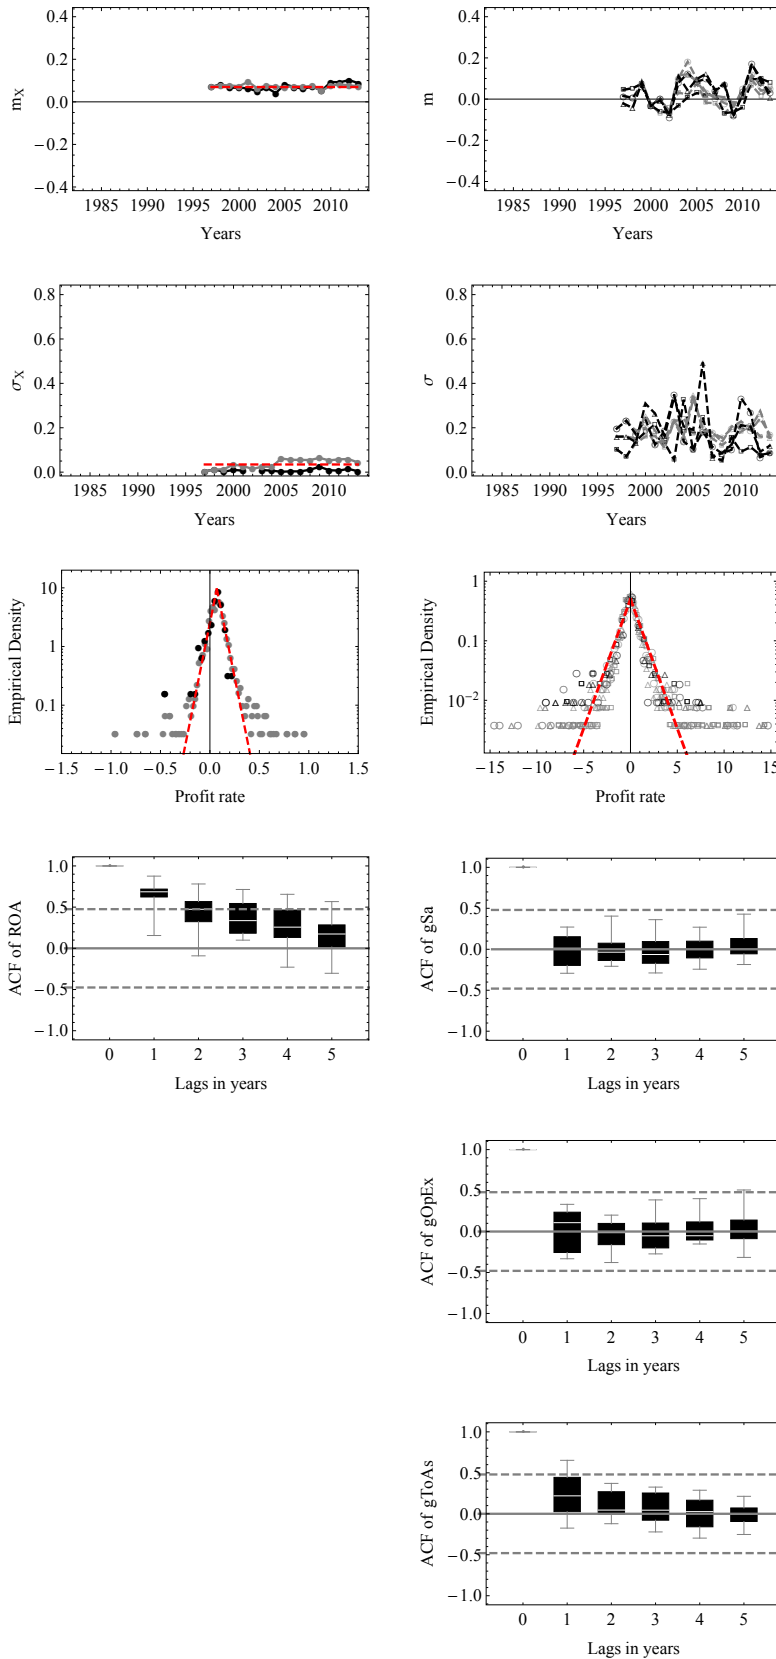 0.4
0.2
0.0
−0.2
−0.4
m_X
1985 1990 1995 2000 2005 2010
Years
0.4
0.2
0.0
−0.2
−0.4
m
1985 1990 1995 2000 2005 2010
Years
0.8
0.6
0.4
0.2
0.0
σ_X
1985 1990 1995 2000 2005 2010
Years
0.8
0.6
0.4
0.2
0.0
σ
1985 1990 1995 2000 2005 2010
Years
10
1
0.1
Empirical Density
−1.5 −1.0 −0.5 0.0 0.5 1.0 1.5
Profit rate
1
0.1
10⁻²
Empirical Density
−15 −10 −5 0 5 10 15
Profit rate
1.0
0.5
0.0
−0.5
−1.0
ACF of ROA
0 1 2 3 4 5
Lags in years
1.0
0.5
0.0
−0.5
−1.0
ACF of gSa
0 1 2 3 4 5
Lags in years
1.0
0.5
0.0
−0.5
−1.0
ACF of gOpEx
0 1 2 3 4 5
Lags in years
1.0
0.5
0.0
−0.5
−1.0
ACF of gToAs
0 1 2 3 4 5
Lags in years